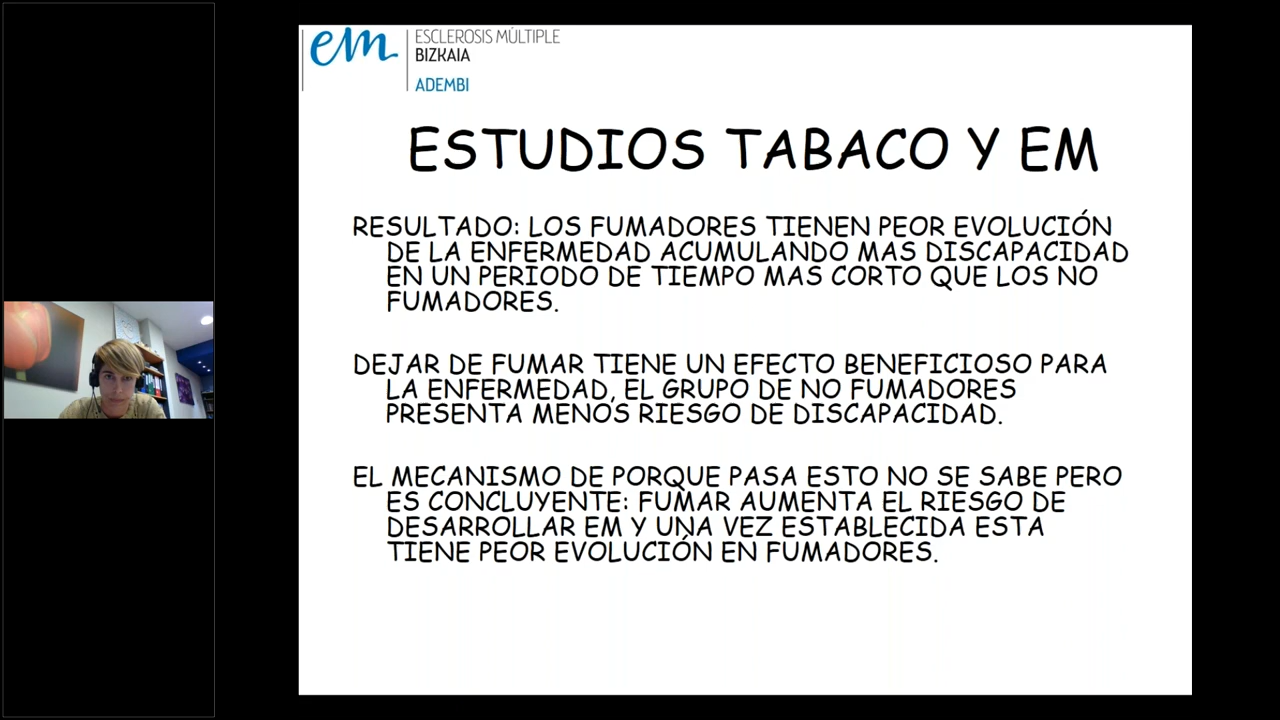 em
ESCLEROSIS MÚLTIPLE
BIZKAIA
ADEMBI
ESTUDIOS TABACO Y EM
RESULTADO: LOS FUMADORES TIENEN PEOR EVOLUCIÓN
DE LA ENFERMEDAD ACUMULANDO MAS DISCAPACIDAD
EN UN PERIODO DE TIEMPO MAS CORTO QUE LOS NO
FUMADORES.
DEJAR DE FUMAR TIENE UN EFECTO BENEFICIOSO PARA
LA ENFERMEDAD, EL GRUPO DE NO FUMADORES
PRESENTA MENOS RIESGO DE DISCAPACIDAD.
EL MECANISMO DE PORQUE PASA ESTO NO SE SABE PERO
ES CONCLUYENTE: FUMAR AUMENTA EL RIESGO DE
DESARROLLAR EM Y UNA VEZ ESTABLECIDA ESTA
TIENE PEOR EVOLUCIÓN EN FUMADORES.